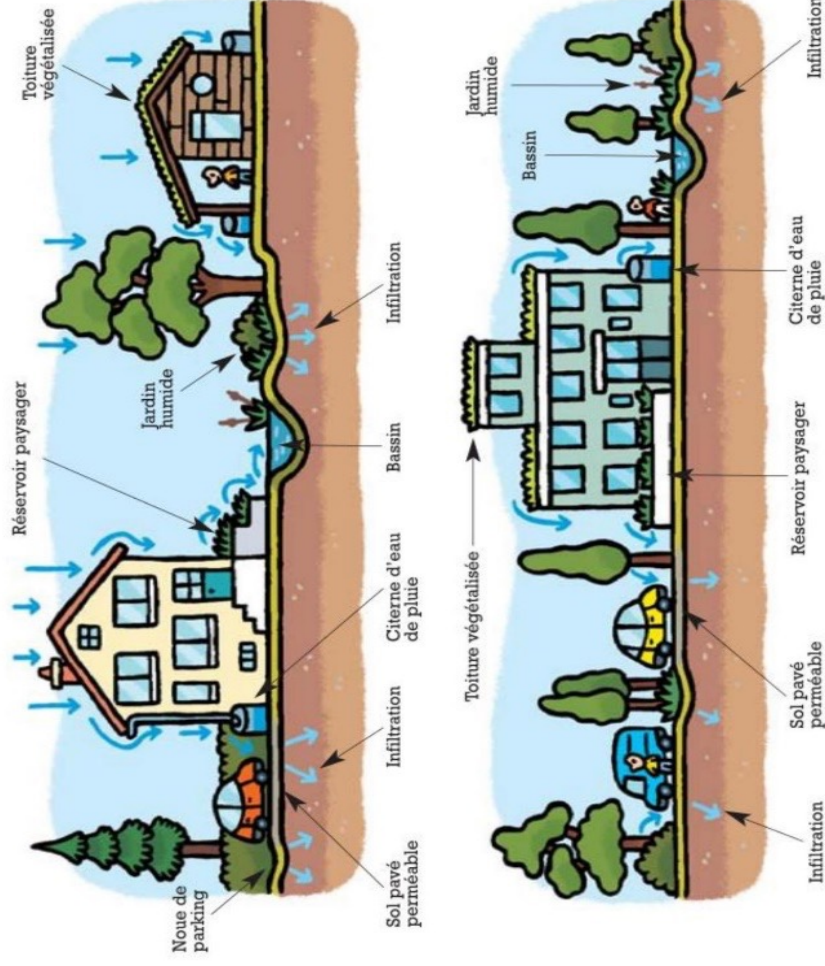 Noue de
parking
Sol pavé
perméable
Infiltration
Citerne d'eau
de pluie
Réservoir paysager
Bassin
Jardin
humide
Infiltration
Toiture
végétalisée
Infiltration
Toiture végétalisée
Sol pavé
perméable
Réservoir paysager
Citerne d'eau
de pluie
Bassin
Jardin
humide
Infiltration